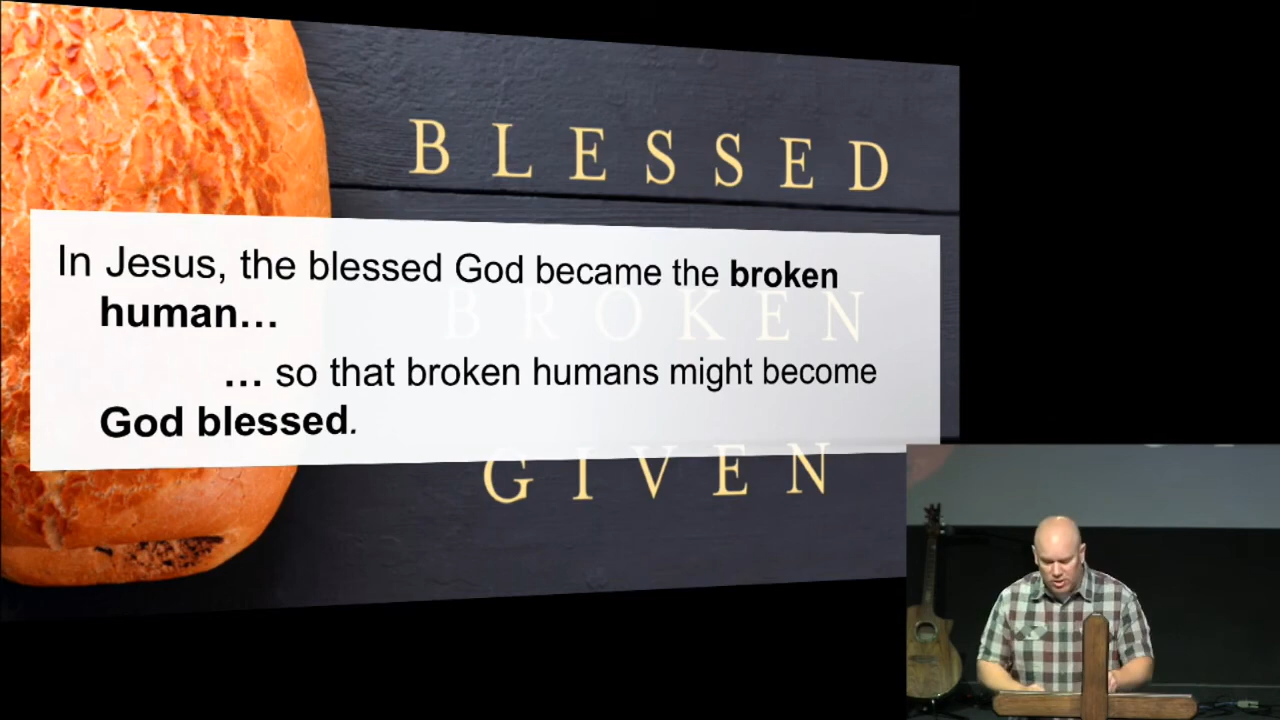 BLESSED
In Jesus, the blessed God became the broken
human…
… so that broken humans might become
God blessed.
BROKEN
GIVEN